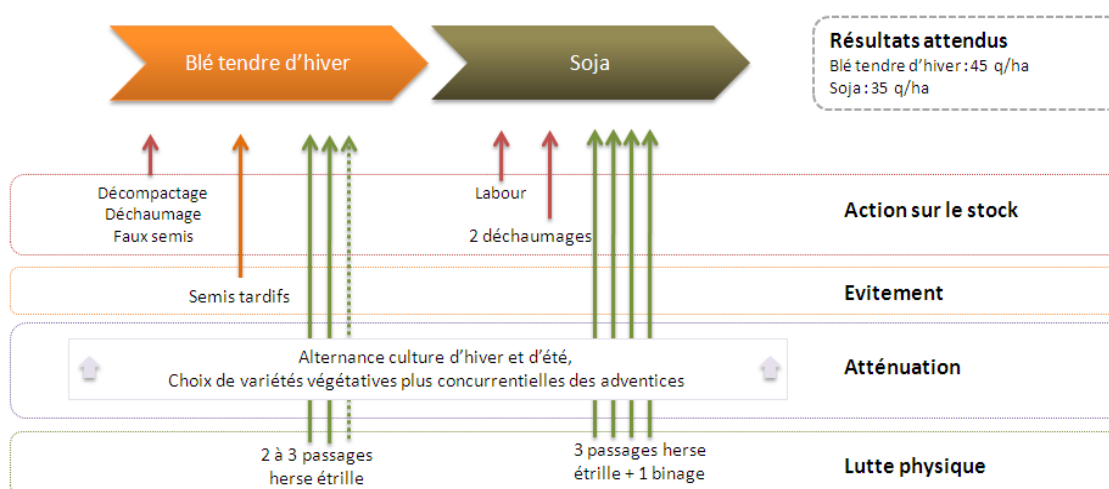 Blé tendre d'hiver
Soja
Résultats attendus
Blé tendre d'hiver : 45 q/ha
Soja : 35 q/ha
Décompactage
Déchaumage
Faux semis
Labour
2 déchaumages
Action sur le stock
Semis tardifs
Evitement
Alternance culture d'hiver et d'été,
Choix de variétés végétatives plus concurrentielles des adventices
Atténuation
2 à 3 passages
herse étrille
3 passages herse
étrille + 1 binage
Lutte physique